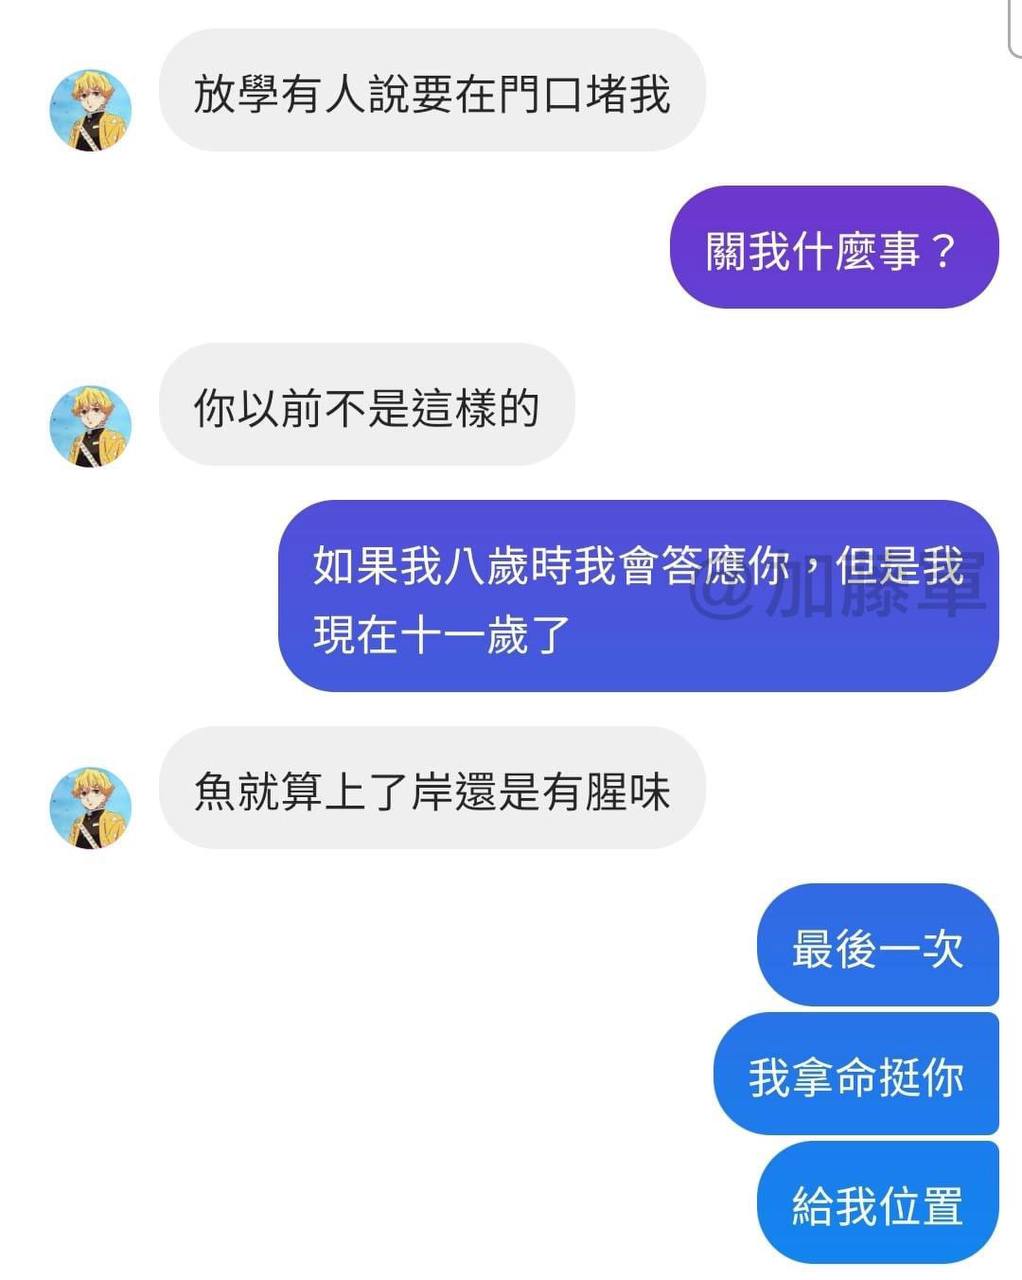 放學有人說要在門口堵我
關我什麼事？
你以前不是這樣的
如果我八歲時我會答應你，但是我
現在十一歲了
@加藤軍
魚就算上了岸還是有腥味
最後一次
我拿命挺你
給我位置